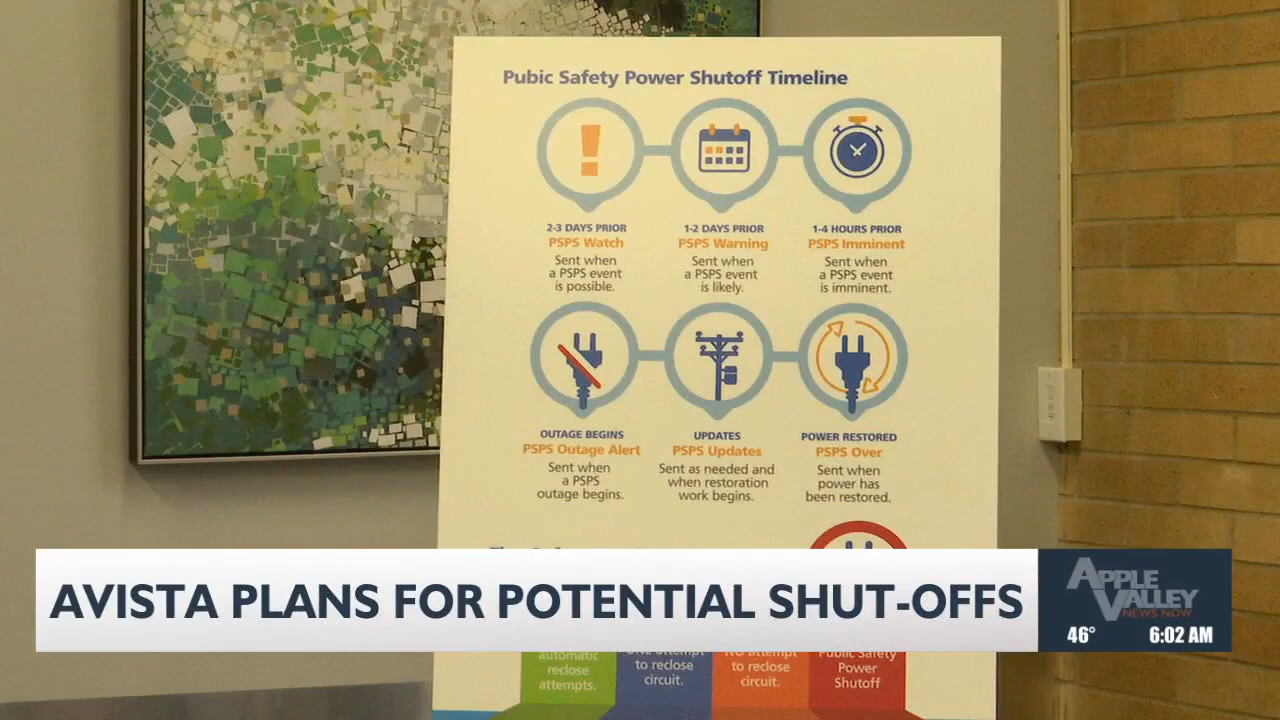 Pubic Safety Power Shutoff Timeline
2-3 DAYS PRIOR
PSPS Watch
Sent when
a PSPS event
is possible.
1-2 DAYS PRIOR
PSPS Warning
Sent when
a PSPS event
is likely.
1-4 HOURS PRIOR
PSPS Imminent
Sent when
a PSPS event
is imminent.
OUTAGE BEGINS
PSPS Outage Alert
Sent when
a PSPS
outage begins.
UPDATES
PSPS Updates
Sent as needed and
when restoration
work begins.
POWER RESTORED
PSPS Over
Sent when
power has
been restored.
AVISTA PLANS FOR POTENTIAL SHUT-OFFS
APPLE
VALLEY
NEWS NOW
46° 6:02 AM
automatic
reclose
attempts.
ONE attempt
to reclose
circuit.
NO attempt
to reclose
circuit.
Public Safety
Power
Shutoff